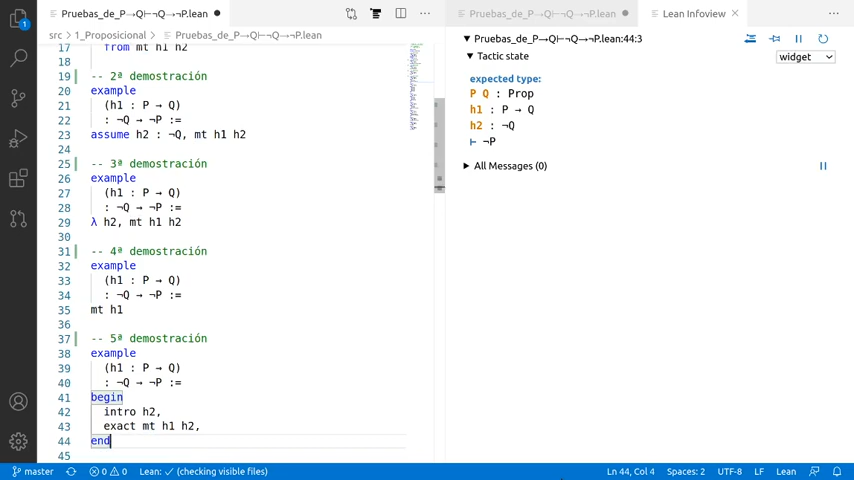 Pruebas_de_P→Q⊢¬Q→¬P.lean
Pruebas_de_P→Q⊢¬Q→¬P.lean
Lean Infoview
src > 1_Proposicional > Pruebas_de_P→Q⊢¬Q→¬P.lean
17 from mt h1 h2
18
19 -- 2ª demostración
20 example
21 (h1 : P → Q)
22 : ¬Q → ¬P :=
23 assume h2 : ¬Q, mt h1 h2
24
25 -- 3ª demostración
26 example
27 (h1 : P → Q)
28 : ¬Q → ¬P :=
29 λ h2, mt h1 h2
30
31 -- 4ª demostración
32 example
33 (h1 : P → Q)
34 : ¬Q → ¬P :=
35 mt h1
36
37 -- 5ª demostración
38 example
39 (h1 : P → Q)
40 : ¬Q → ¬P :=
41 begin
42 intro h2,
43 exact mt h1 h2,
44 end
45
Pruebas_de_P→Q⊢¬Q→¬P.lean:44:3
Tactic state
widget
expected type:
P Q : Prop
h1 : P → Q
h2 : ¬Q
⊢ ¬P
All Messages (0)
1
master 0 0 Lean: ✓ (checking visible files)
Ln 44, Col 4 Spaces: 2 UTF-8 LF Lean